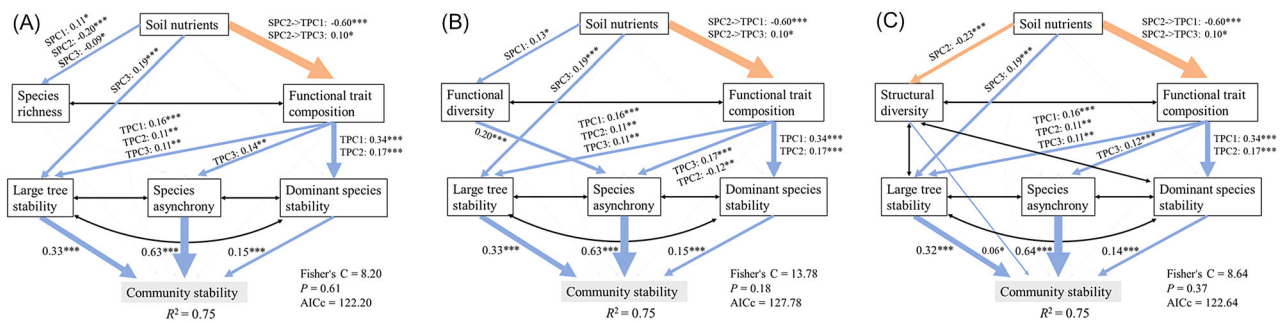 (A)
Soil nutrients
SPC1: 0.11*
SPC2: -0.20***
SPC3: -0.09*
SPC2->TPC1: -0.60***
SPC2->TPC3: 0.10*
SPC3: 0.19***
Species
richness
Functional trait
composition
TPC1: 0.16***
TPC2: 0.11**
TPC3: 0.11**
TPC3: 0.14**
TPC1: 0.34***
TPC2: 0.17***
Large tree
stability
Species
asynchrony
Dominant species
stability
0.33***
0.63***
0.15***
Community stability
R² = 0.75
Fisher's C = 8.20
P = 0.61
AICc = 122.20
(B)
Soil nutrients
SPC1: 0.13*
SPC2->TPC1: -0.60***
SPC2->TPC3: 0.10*
SPC3: 0.19***
Functional
diversity
Functional trait
composition
0.20***
TPC1: 0.16***
TPC2: 0.11**
TPC3: 0.11**
TPC3: 0.17***
TPC2: -0.12**
TPC1: 0.34***
TPC2: 0.17***
Large tree
stability
Species
asynchrony
Dominant species
stability
0.33***
0.63***
0.15***
Community stability
R² = 0.75
Fisher's C = 13.78
P = 0.18
AICc = 127.78
(C)
Soil nutrients
SPC2: -0.23**
SPC2->TPC1: -0.60***
SPC2->TPC3: 0.10*
SPC3: 0.19***
Structural
diversity
Functional trait
composition
TPC1: 0.16***
TPC2: 0.11**
TPC3: 0.11**
TPC3: 0.12***
TPC1: 0.34***
TPC2: 0.17***
Large tree
stability
Species
asynchrony
Dominant species
stability
0.32***
0.06*
0.64***
0.14***
Community stability
R² = 0.75
Fisher's C = 8.64
P = 0.37
AICc = 122.64